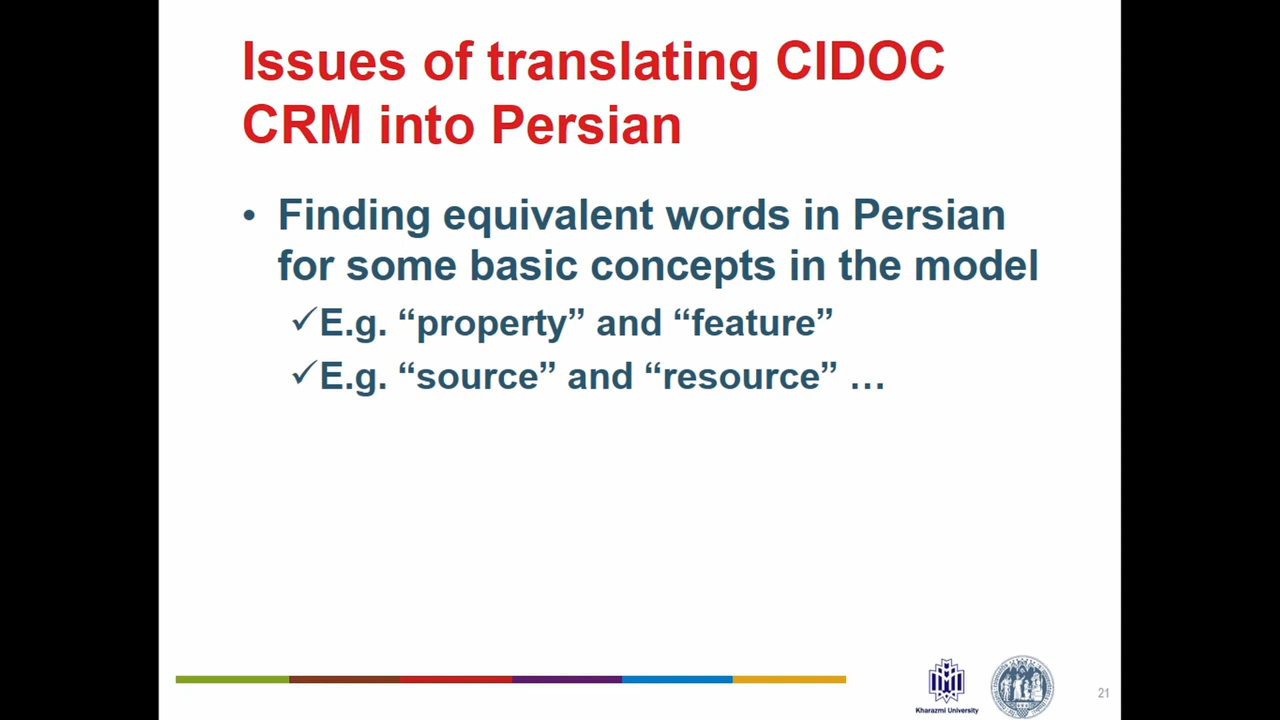 Issues of translating CIDOC
CRM into Persian
• Finding equivalent words in Persian
for some basic concepts in the model
✓E.g. “property” and “feature”
✓E.g. “source” and “resource” …
Kharazmi University
21